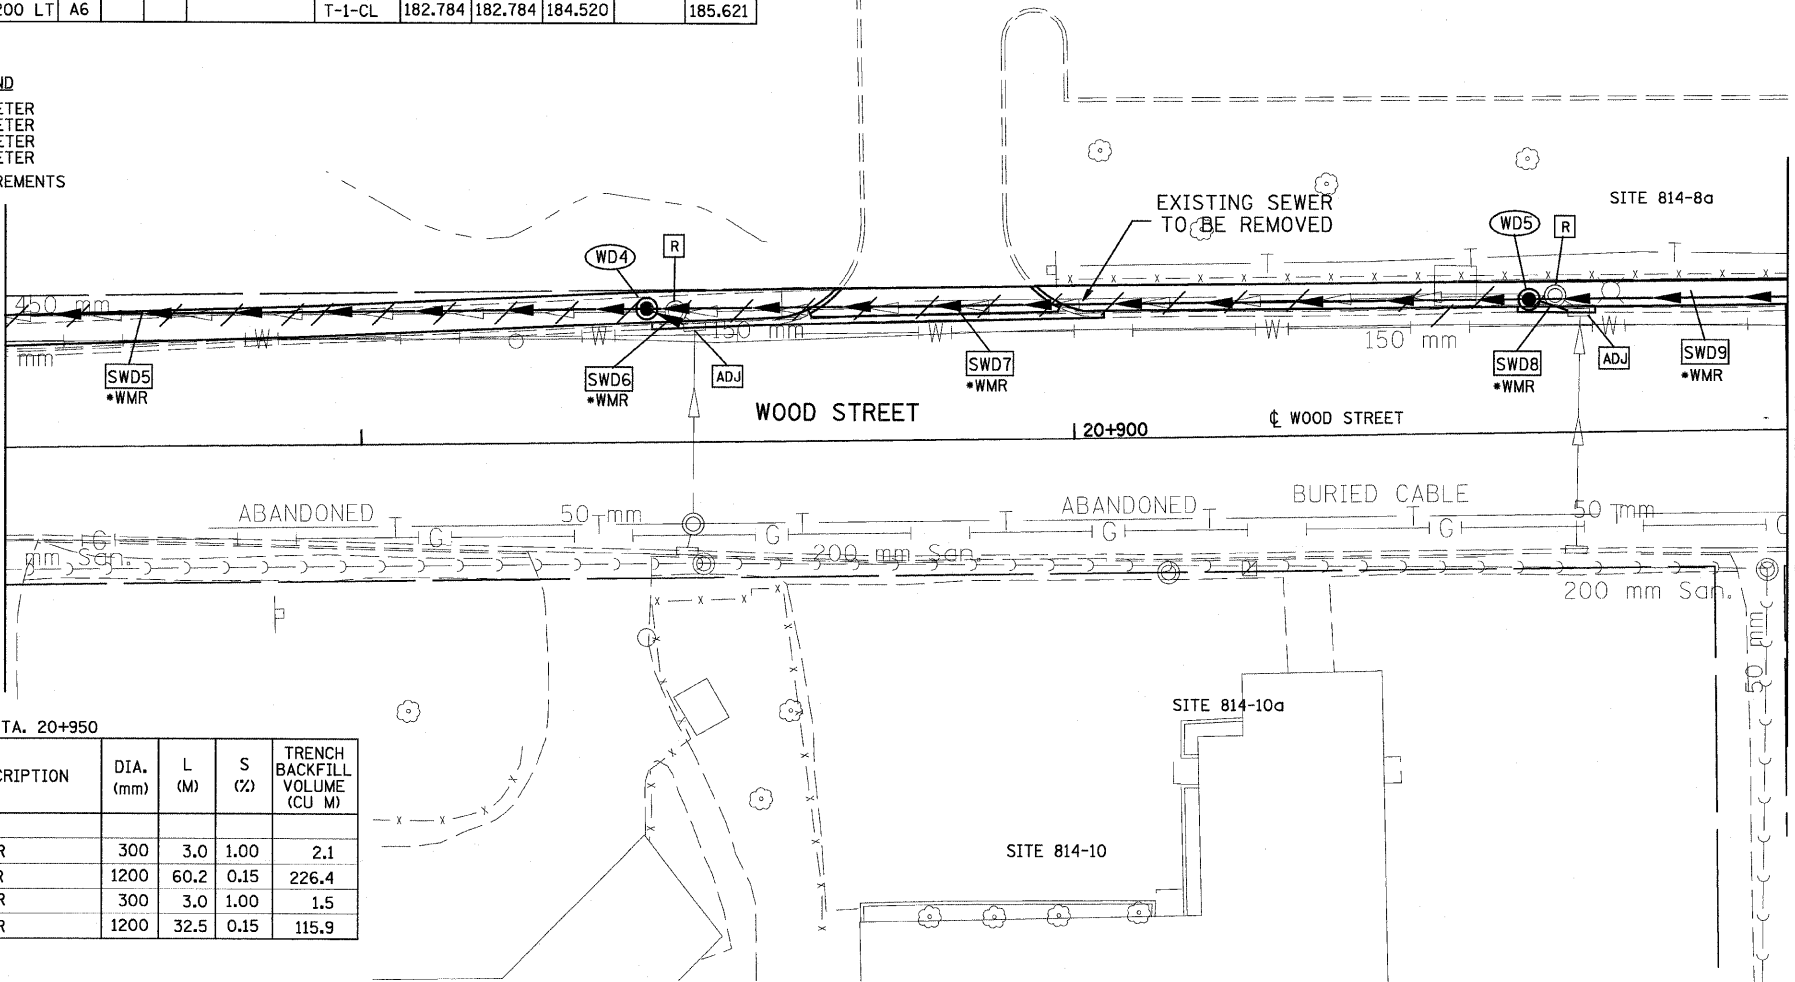 200 LT A6 T-1-CL 182.784 182.784 184.520 185.621
ND
ETER
ETER
ETER
ETER
REMENTS
EXISTING SEWER
TO BE REMOVED
SITE 814-8a
WD4
R
WD5
R
T T T
450 mm
W W 150 mm W W 150 mm W
mm
SWD5
*WMR
SWD6
*WMR
ADJ
SWD7
*WMR
SWD8
*WMR
ADJ
SWD9
*WMR
WOOD STREET
20+900
℄ WOOD STREET
ABANDONED T 50 mm T T T ABANDONED T BURIED CABLE T 50 mm T
G G G G G G
mm San.
200 mm San.
200 mm San.
50 mm
SITE 814-10a
SITE 814-10
TA. 20+950
CRIPTION DIA. (mm) L (M) S (%) TRENCH BACKFILL VOLUME (CU M)
R 300 3.0 1.00 2.1
R 1200 60.2 0.15 226.4
R 300 3.0 1.00 1.5
R 1200 32.5 0.15 115.9